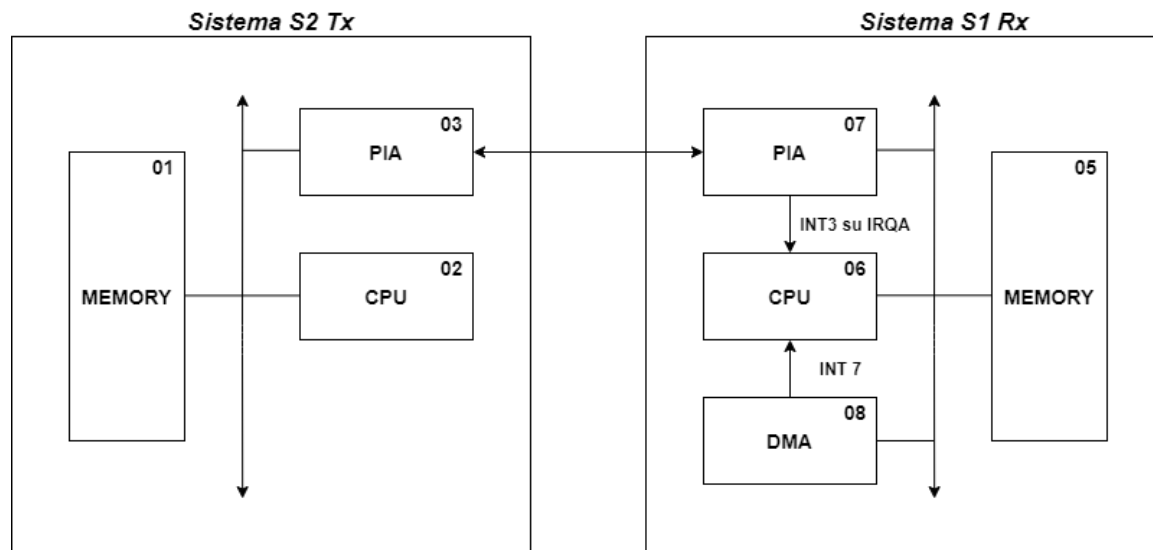 Sistema S2 Tx
03
PIA
01
MEMORY
02
CPU
Sistema S1 Rx
07
PIA
05
MEMORY
INT3 su IRQA
06
CPU
INT 7
08
DMA